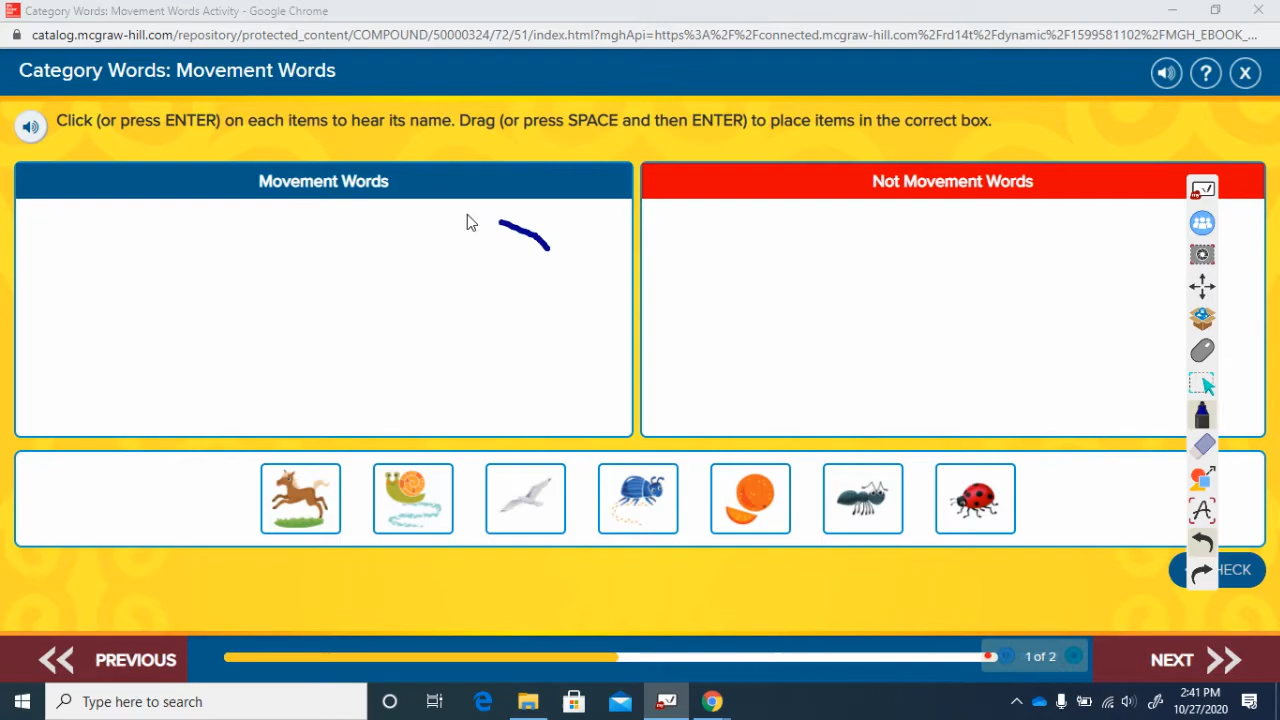 Category Words: Movement Words Activity - Google Chrome
catalog.mcgraw-hill.com/repository/protected_content/COMPOUND/50000324/72/51/index.html?mghApi=https%3A%2F%2Fconnected.mcgraw-hill.com%2Frd14t%2Fdynamic%2F1599581102%2FMGH_EBOOK_...
Category Words: Movement Words
?
X
Click (or press ENTER) on each items to hear its name. Drag (or press SPACE and then ENTER) to place items in the correct box.
Movement Words
Not Movement Words
A
HECK
PREVIOUS
1 of 2
NEXT
Type here to search
2:41 PM
10/27/2020